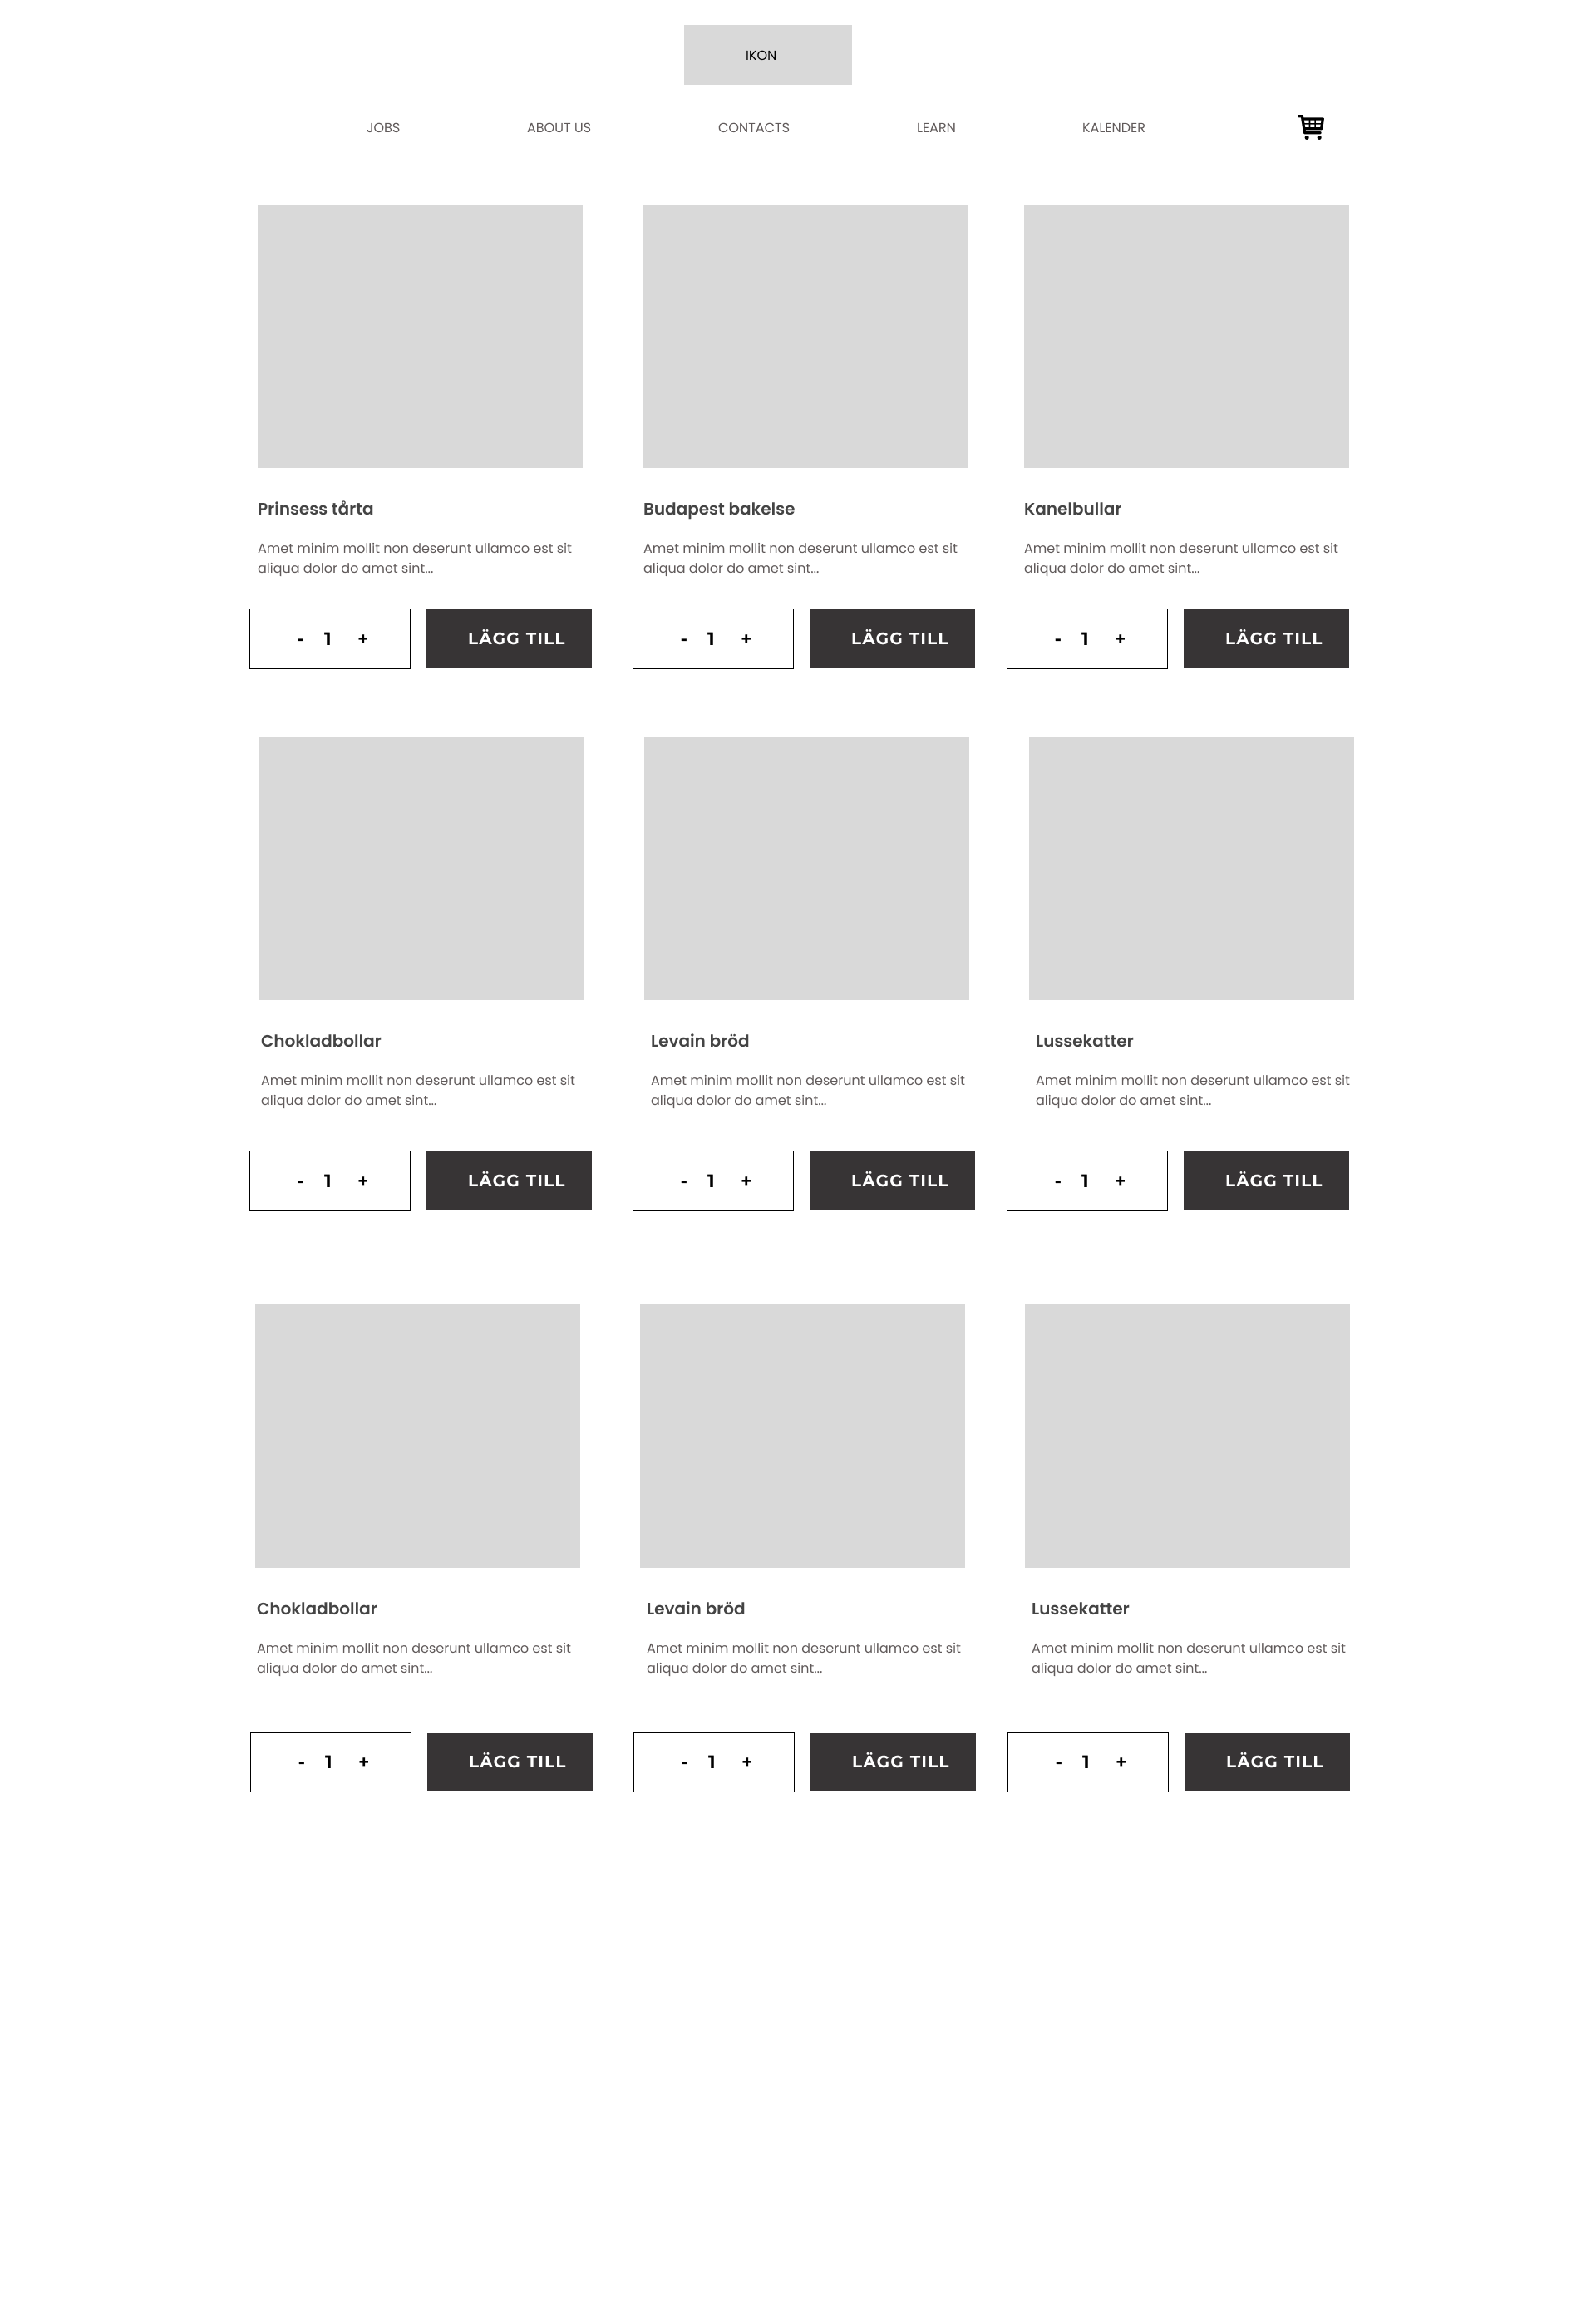 IKON
JOBS ABOUT US CONTACTS LEARN KALENDER
Prinsess tårta
Amet minim mollit non deserunt ullamco est sit
aliqua dolor do amet sint...
- 1 +
LÄGG TILL
Budapest bakelse
Amet minim mollit non deserunt ullamco est sit
aliqua dolor do amet sint...
- 1 +
LÄGG TILL
Kanelbullar
Amet minim mollit non deserunt ullamco est sit
aliqua dolor do amet sint...
- 1 +
LÄGG TILL
Chokladbollar
Amet minim mollit non deserunt ullamco est sit
aliqua dolor do amet sint...
- 1 +
LÄGG TILL
Levain bröd
Amet minim mollit non deserunt ullamco est sit
aliqua dolor do amet sint...
- 1 +
LÄGG TILL
Lussekatter
Amet minim mollit non deserunt ullamco est sit
aliqua dolor do amet sint...
- 1 +
LÄGG TILL
Chokladbollar
Amet minim mollit non deserunt ullamco est sit
aliqua dolor do amet sint...
- 1 +
LÄGG TILL
Levain bröd
Amet minim mollit non deserunt ullamco est sit
aliqua dolor do amet sint...
- 1 +
LÄGG TILL
Lussekatter
Amet minim mollit non deserunt ullamco est sit
aliqua dolor do amet sint...
- 1 +
LÄGG TILL